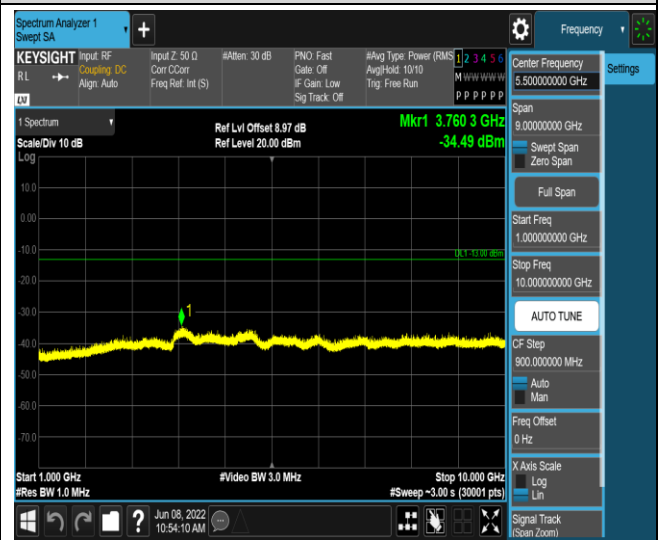 Spectrum Analyzer 1
Swept SA
Frequency
KEYSIGHT
RL
LXI
Input: RF
Coupling: DC
Align: Auto
Input Z: 50 Ω
Corr CCorr
Freq Ref: Int (S)
#Atten: 30 dB
PNO: Fast
Gate: Off
IF Gain: Low
Sig Track: Off
#Avg Type: Power (RMS
Avg|Hold: 10/10
Trig: Free Run
1 2 3 4 5 6
M W W W W W
P P P P P P
1 Spectrum
Scale/Div 10 dB
Log
Ref Lvl Offset 8.97 dB
Ref Level 20.00 dBm
Mkr1 3.760 3 GHz
-34.49 dBm
10.0
0.00
-10.0
DL1 -13.00 dBm
-20.0
-30.0
1
-40.0
-50.0
-60.0
-70.0
Start 1.000 GHz
#Res BW 1.0 MHz
#Video BW 3.0 MHz
Stop 10.000 GHz
#Sweep ~3.00 s (30001 pts)
Jun 08, 2022
10:54:10 AM
Center Frequency
5.500000000 GHz
Span
9.00000000 GHz
Swept Span
Zero Span
Full Span
Start Freq
1.000000000 GHz
Stop Freq
10.000000000 GHz
AUTO TUNE
CF Step
900.000000 MHz
Auto
Man
Freq Offset
0 Hz
X Axis Scale
Log
Lin
Signal Track
(Span Zoom)
Settings